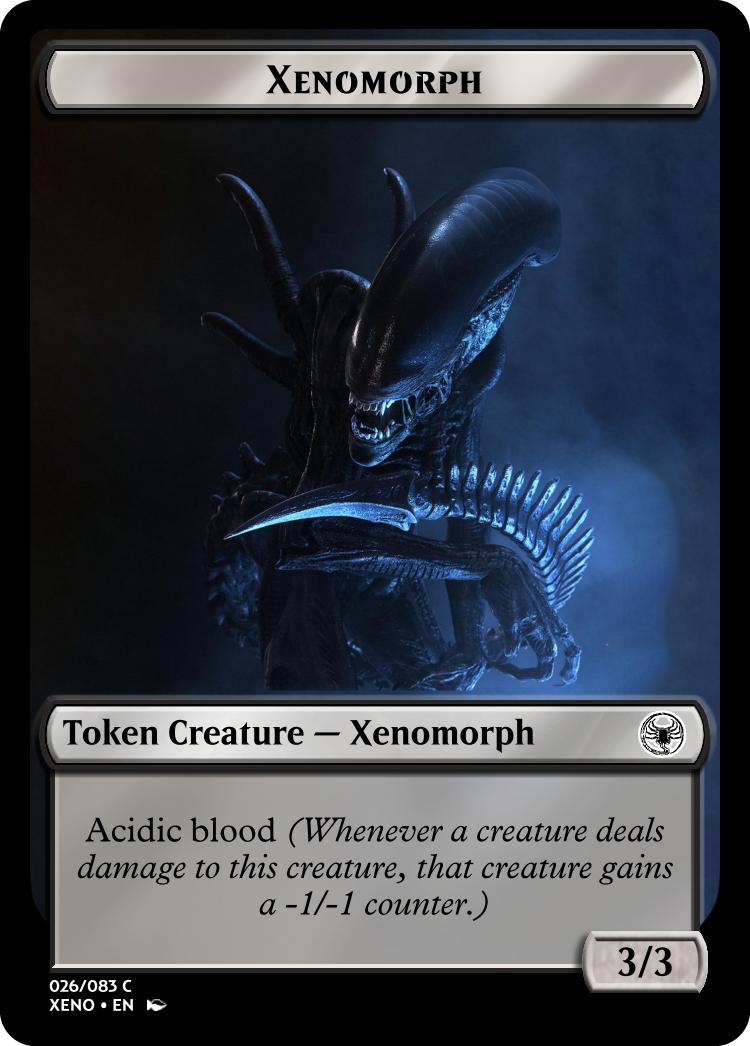 Xenomorph
Token Creature — Xenomorph
Acidic blood (Whenever a creature deals
damage to this creature, that creature gains
a -1/-1 counter.)
3/3
026/083 C
XENO • EN